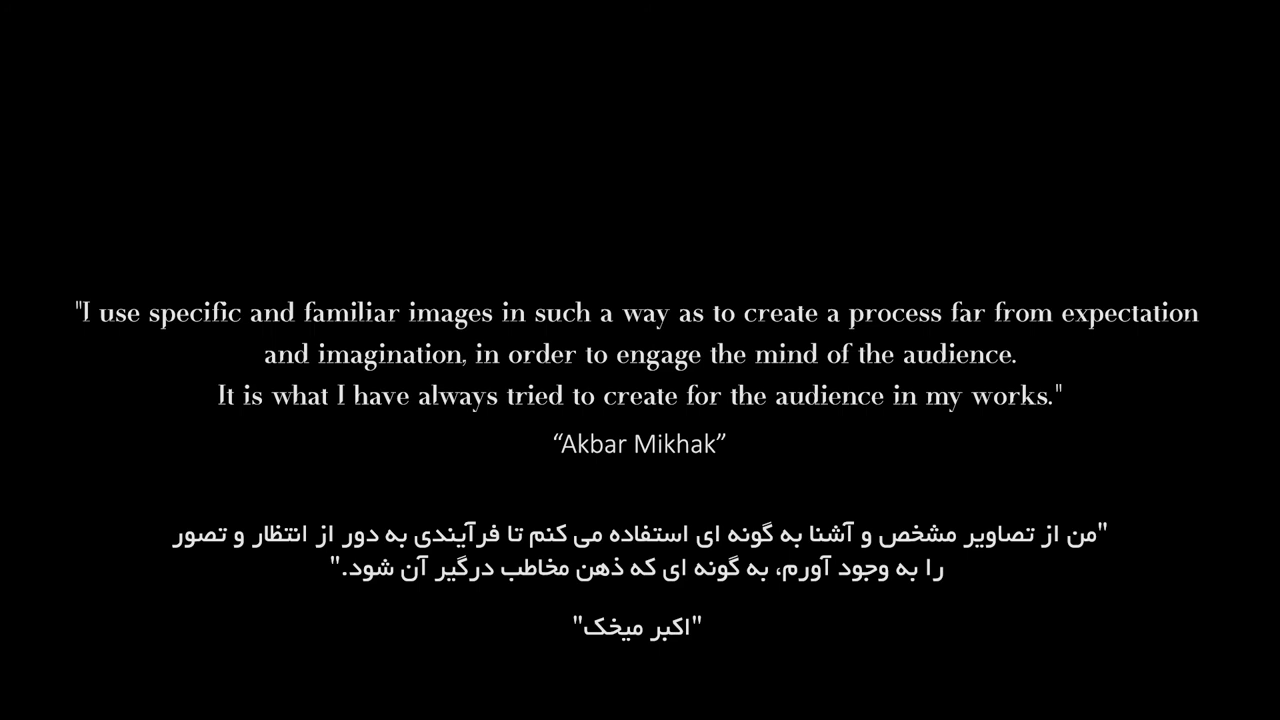 "I use specific and familiar images in such a way as to create a process far from expectation
and imagination, in order to engage the mind of the audience.
It is what I have always tried to create for the audience in my works."
“Akbar Mikhak”
"من از تصاویر مشخص و آشنا به گونه ای استفاده می کنم تا فرآیندی به دور از انتظار و تصور
را به وجود آورم، به گونه ای که ذهن مخاطب درگیر آن شود."
"اکبر میخک"